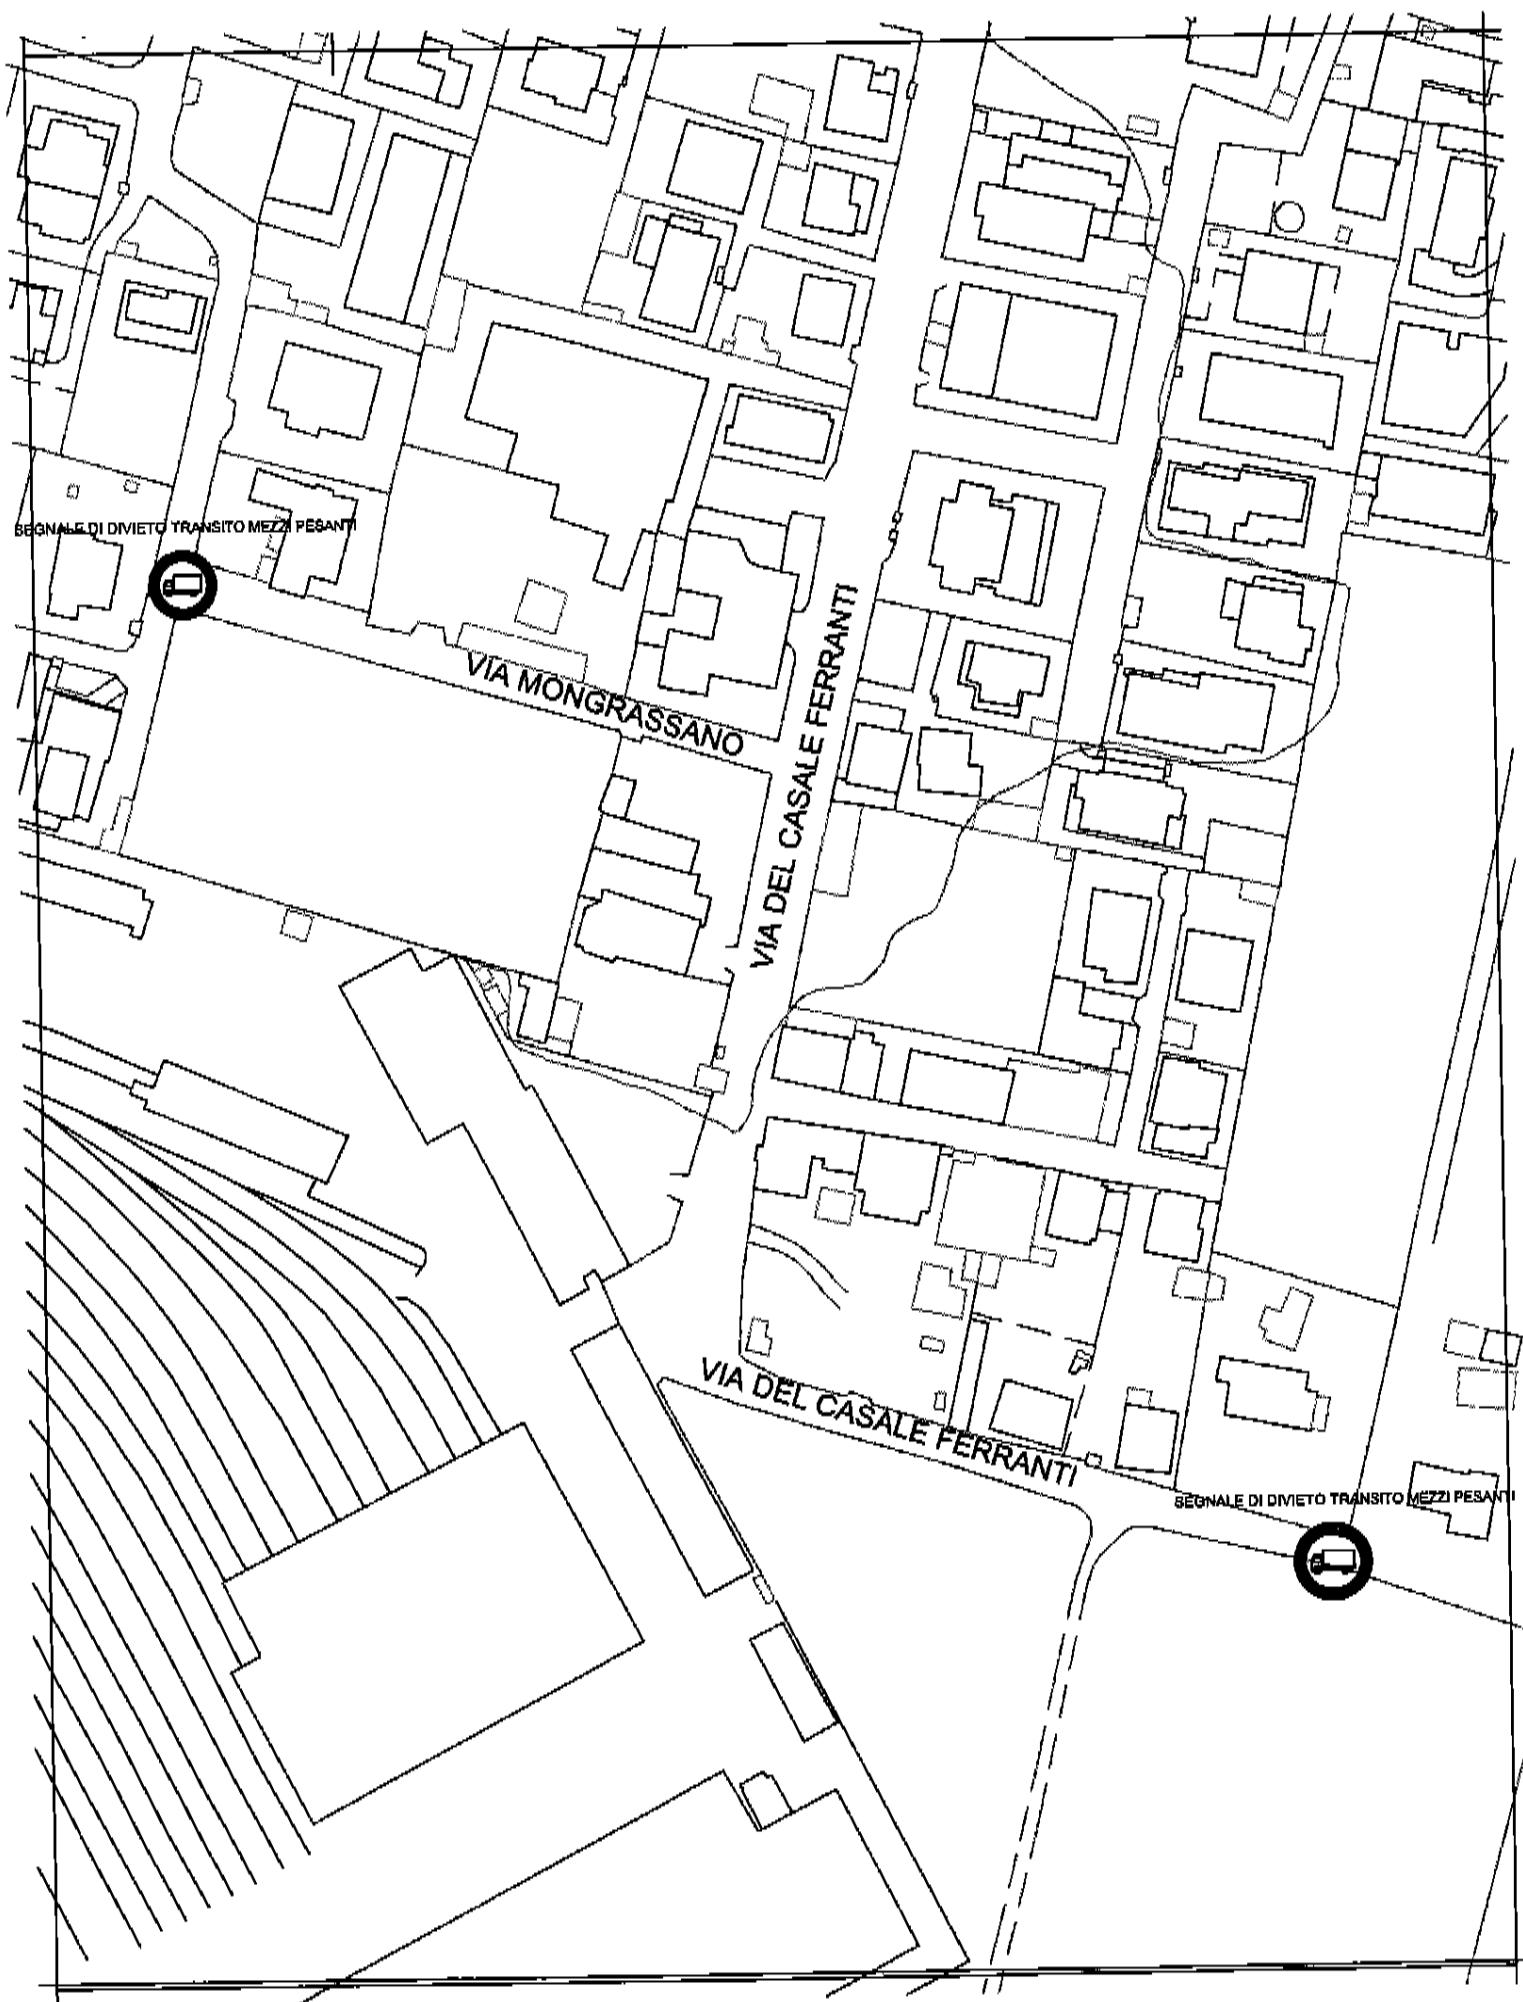 SEGNALE DI DIVIETO TRANSITO MEZZI PESANTI
VIA MONGRASSANO
VIA DEL CASALE FERRANTI
VIA DEL CASALE FERRANTI
SEGNALE DI DIVIETO TRANSITO MEZZI PESANTI